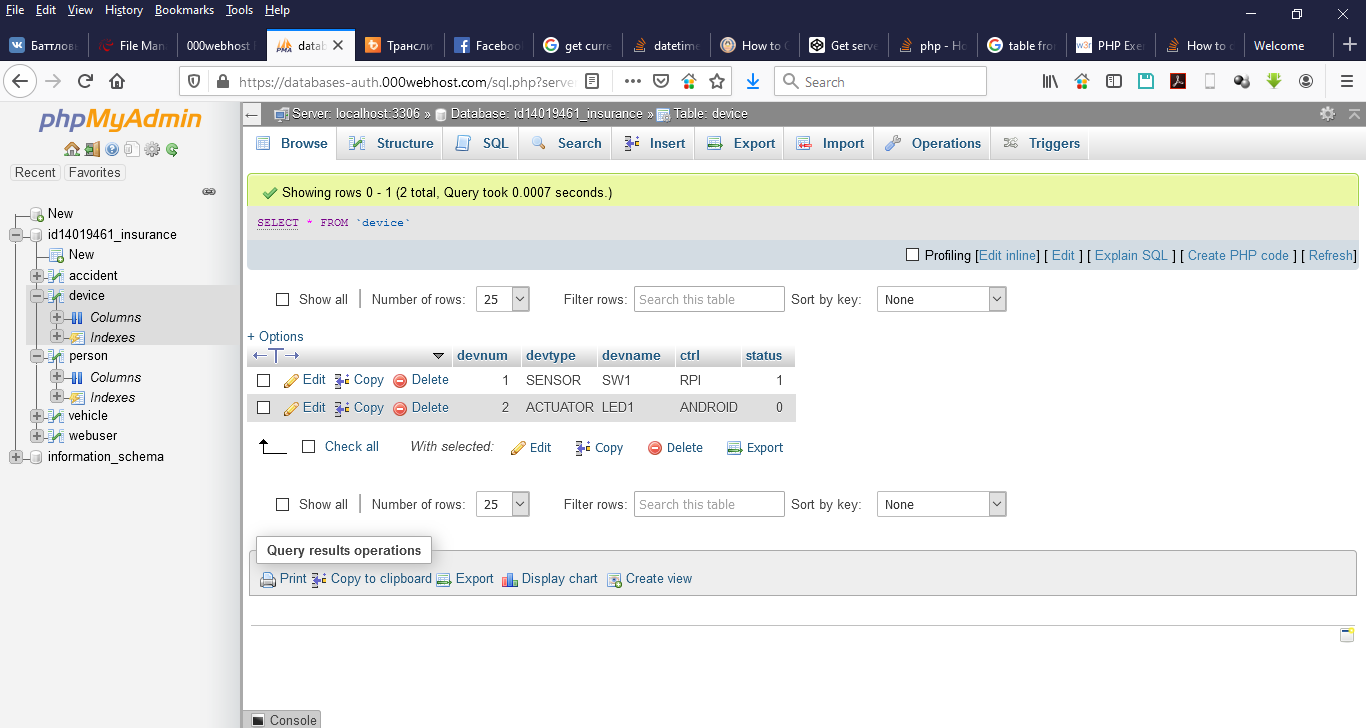 File Edit View History Bookmarks Tools Help
Баттлов File Man 000webhost datab Трансли Faceboo get curre datetime How to Get serve php - Ho table fro PHP Exe How to Welcome
https://databases-auth.000webhost.com/sql.php?serve Search
phpMyAdmin
Recent Favorites
New
id14019461_insurance
New
accident
device
Columns
Indexes
person
Columns
Indexes
vehicle
webuser
information_schema
Server: localhost:3306 » Database: id14019461_insurance » Table: device
Browse Structure SQL Search Insert Export Import Operations Triggers
Showing rows 0 - 1 (2 total, Query took 0.0007 seconds.)
SELECT * FROM `device`
Profiling [Edit inline] [ Edit ] [ Explain SQL ] [ Create PHP code ] [ Refresh]
Show all | Number of rows: 25 Filter rows: Search this table Sort by key: None
+ Options
←T→ devnum devtype devname ctrl status
Edit Copy Delete 1 SENSOR SW1 RPI 1
Edit Copy Delete 2 ACTUATOR LED1 ANDROID 0
Check all With selected: Edit Copy Delete Export
Show all | Number of rows: 25 Filter rows: Search this table Sort by key: None
Query results operations
Print Copy to clipboard Export Display chart Create view
Console